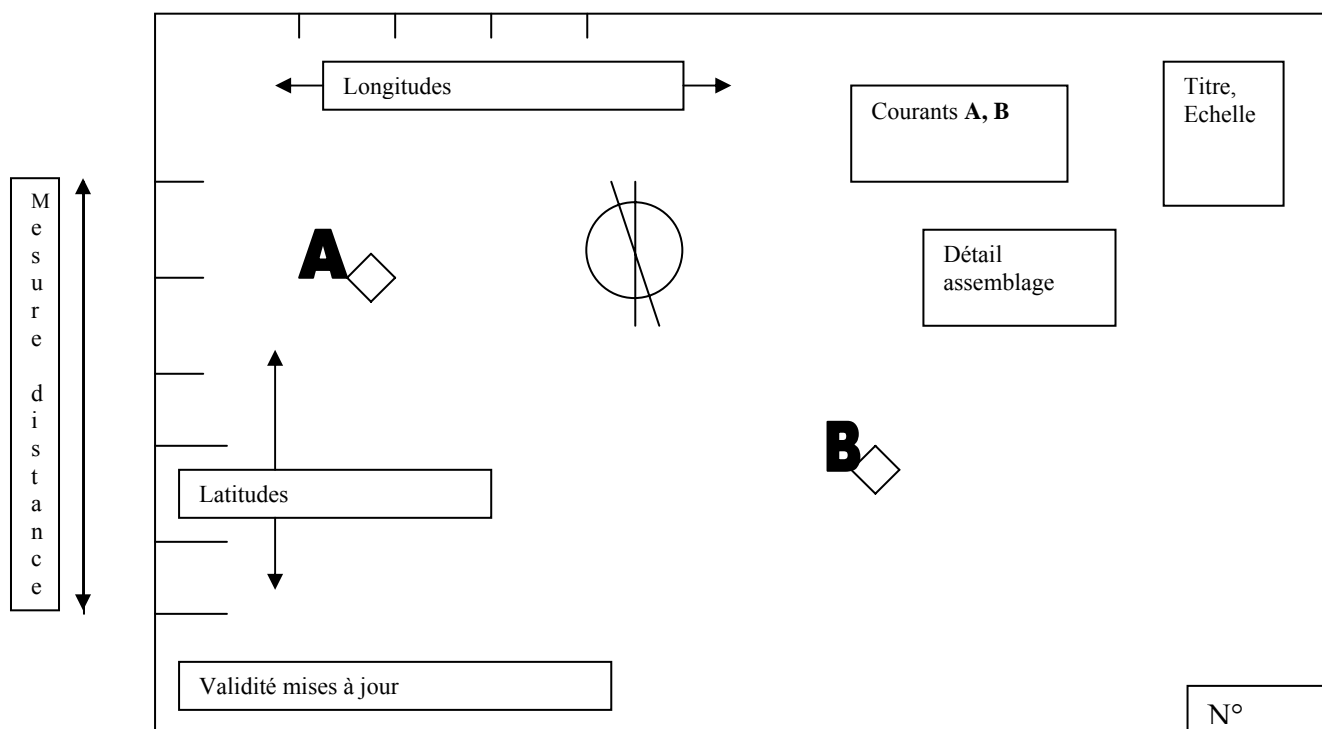 Longitudes
Courants A, B
Titre,
Echelle
Mesure distance
A
Détail
assemblage
B
Latitudes
Validité mises à jour
N°